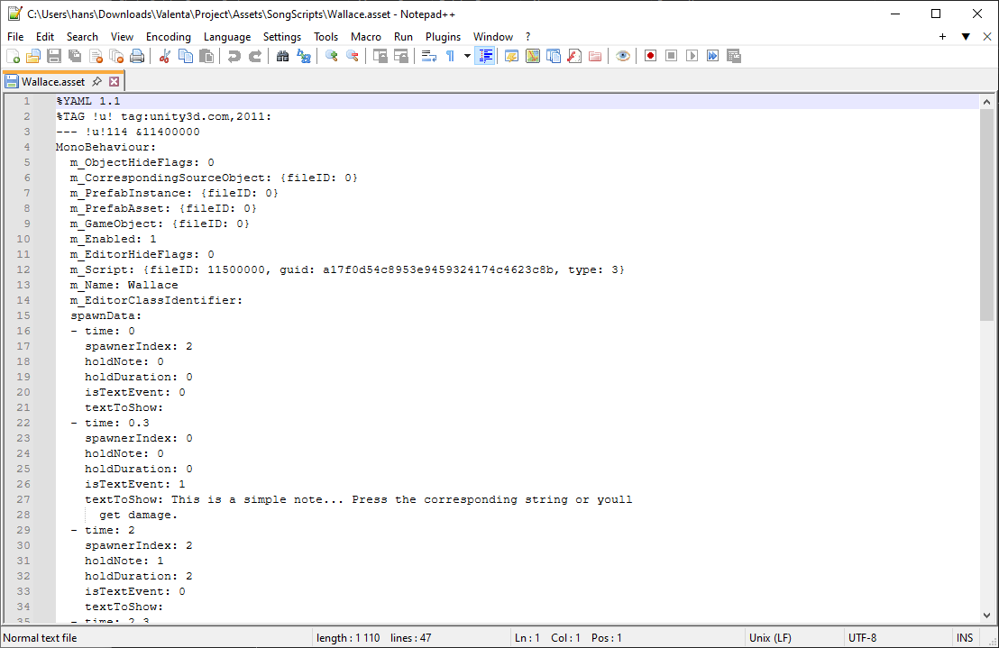 C:\Users\hans\Downloads\Valenta\Project\Assets\SongScripts\Wallace.asset - Notepad++
File Edit Search View Encoding Language Settings Tools Macro Run Plugins Window ?
Wallace.asset
1 %YAML 1.1
2 %TAG !u! tag:unity3d.com,2011:
3 --- !u!114 &11400000
4 MonoBehaviour:
5 m_ObjectHideFlags: 0
6 m_CorrespondingSourceObject: {fileID: 0}
7 m_PrefabInstance: {fileID: 0}
8 m_PrefabAsset: {fileID: 0}
9 m_GameObject: {fileID: 0}
10 m_Enabled: 1
11 m_EditorHideFlags: 0
12 m_Script: {fileID: 11500000, guid: a17f0d54c8953e9459324174c4623c8b, type: 3}
13 m_Name: Wallace
14 m_EditorClassIdentifier:
15 spawnData:
16 - time: 0
17 spawnerIndex: 2
18 holdNote: 0
19 holdDuration: 0
20 isTextEvent: 0
21 textToShow:
22 - time: 0.3
23 spawnerIndex: 0
24 holdNote: 0
25 holdDuration: 0
26 isTextEvent: 1
27 textToShow: This is a simple note... Press the corresponding string or youll
28 get damage.
29 - time: 2
30 spawnerIndex: 2
31 holdNote: 1
32 holdDuration: 2
33 isTextEvent: 0
34 textToShow:
35 - time: 2.3
Normal text file length : 1 110 lines : 47 Ln : 1 Col : 1 Pos : 1 Unix (LF) UTF-8 INS